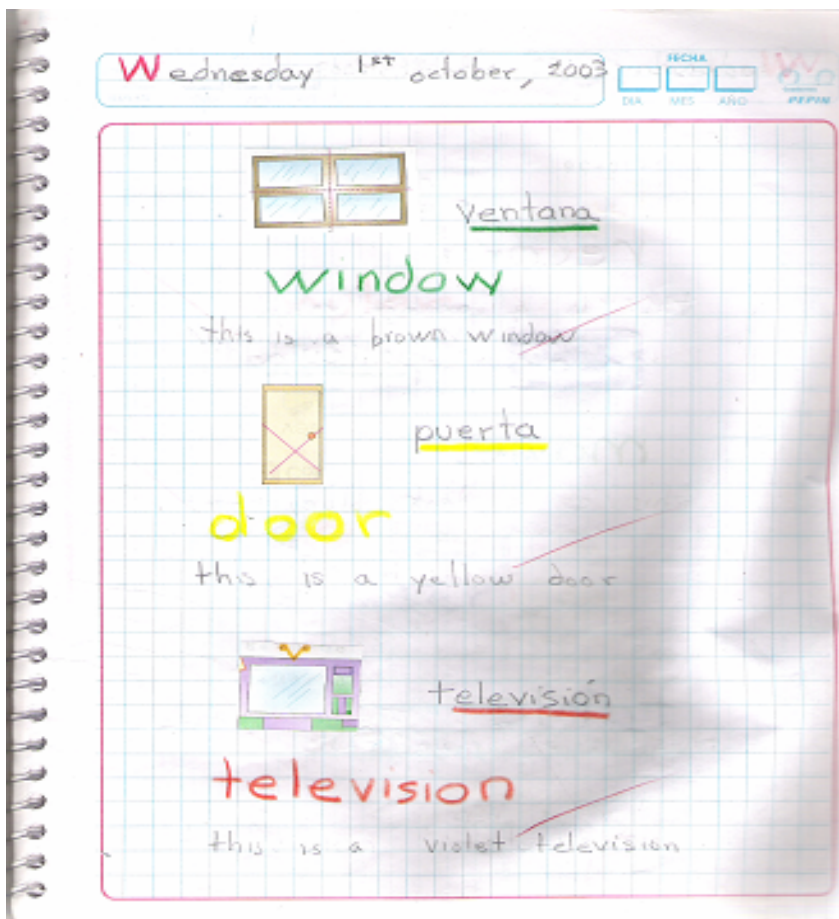 Wednesday 1st october, 2003
FECHA
DIA MES AÑO
PEPIN
ventana
window
this is a brown window
puerta
door
this is a yellow door
televisión
television
this is a violet television